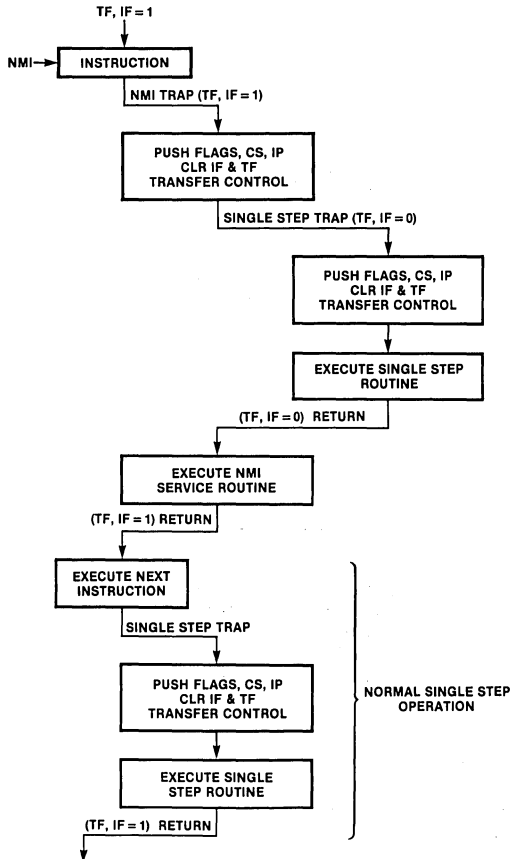 TF, IF = 1
NMI
INSTRUCTION
NMI TRAP (TF, IF = 1)
PUSH FLAGS, CS, IP
CLR IF & TF
TRANSFER CONTROL
SINGLE STEP TRAP (TF, IF = 0)
PUSH FLAGS, CS, IP
CLR IF & TF
TRANSFER CONTROL
EXECUTE SINGLE STEP
ROUTINE
(TF, IF = 0) RETURN
EXECUTE NMI
SERVICE ROUTINE
(TF, IF = 1) RETURN
EXECUTE NEXT
INSTRUCTION
SINGLE STEP TRAP
PUSH FLAGS, CS, IP
CLR IF & TF
TRANSFER CONTROL
NORMAL SINGLE STEP
OPERATION
EXECUTE SINGLE
STEP ROUTINE
(TF, IF = 1) RETURN